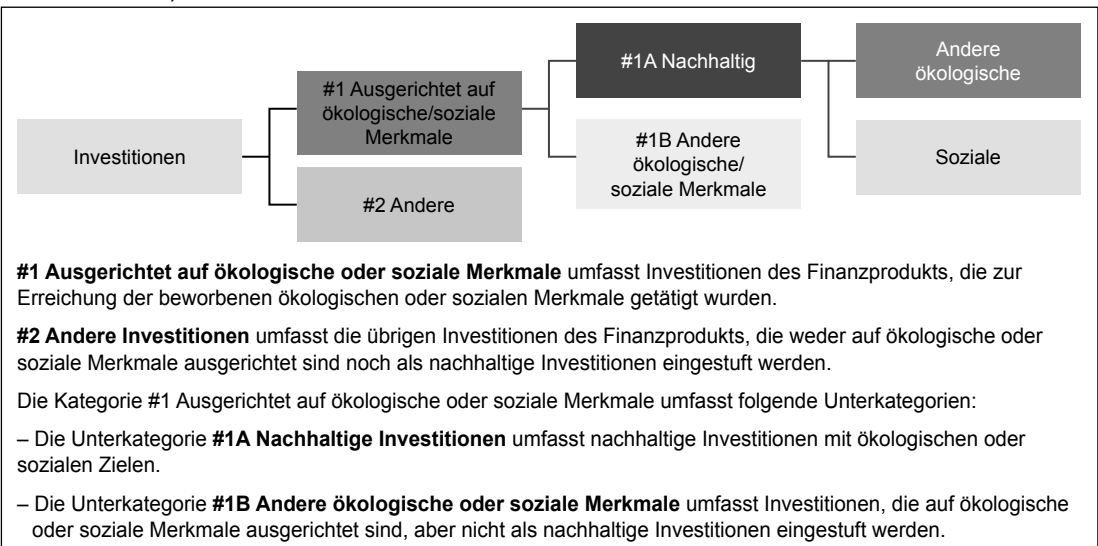 Investitionen
#1 Ausgerichtet auf
ökologische/soziale
Merkmale
#2 Andere
#1A Nachhaltig
#1B Andere
ökologische/
soziale Merkmale
Andere
ökologische
Soziale
#1 Ausgerichtet auf ökologische oder soziale Merkmale umfasst Investitionen des Finanzprodukts, die zur
Erreichung der beworbenen ökologischen oder sozialen Merkmale getätigt wurden.
#2 Andere Investitionen umfasst die übrigen Investitionen des Finanzprodukts, die weder auf ökologische oder
soziale Merkmale ausgerichtet sind noch als nachhaltige Investitionen eingestuft werden.
Die Kategorie #1 Ausgerichtet auf ökologische oder soziale Merkmale umfasst folgende Unterkategorien:
– Die Unterkategorie #1A Nachhaltige Investitionen umfasst nachhaltige Investitionen mit ökologischen oder
sozialen Zielen.
– Die Unterkategorie #1B Andere ökologische oder soziale Merkmale umfasst Investitionen, die auf ökologische
oder soziale Merkmale ausgerichtet sind, aber nicht als nachhaltige Investitionen eingestuft werden.